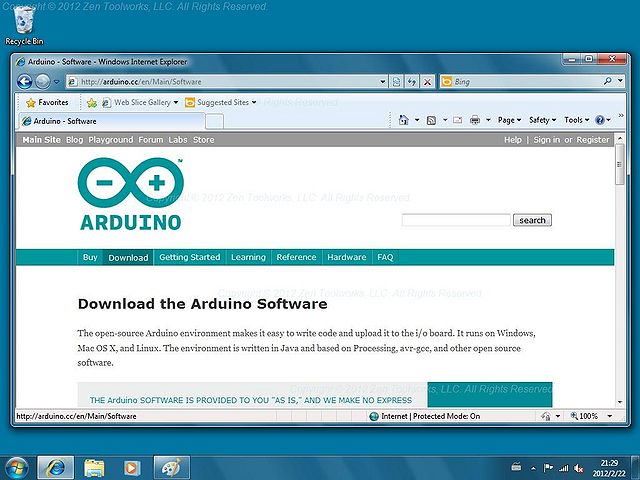 Copyright © 2012 Zen Toolworks, LLC. All Rights Reserved.
Recycle Bin
Arduino - Software - Windows Internet Explorer
http://arduino.cc/en/Main/Software
Bing
Favorites
Web Slice Gallery
Suggested Sites
Arduino - Software
Page
Safety
Tools
Main Site Blog Playground Forum Labs Store
Help | Sign in or Register
ARDUINO
TM
Copyright © 2012 Zen Toolworks, LLC. All Rights Reserved.
search
Buy Download Getting Started Learning Reference Hardware FAQ
Copyright © 2012 Zen Toolworks, LLC. All Rights Reserved.
Download the Arduino Software
The open-source Arduino environment makes it easy to write code and upload it to the i/o board. It runs on Windows,
Mac OS X, and Linux. The environment is written in Java and based on Processing, avr-gcc, and other open source
software.
Copyright © 2012 Zen Toolworks, LLC. All Rights Reserved.
THE Arduino SOFTWARE IS PROVIDED TO YOU "AS IS," AND WE MAKE NO EXPRESS
http://arduino.cc/en/Main/Software
Internet | Protected Mode: On
100%
21:29
2012/2/22